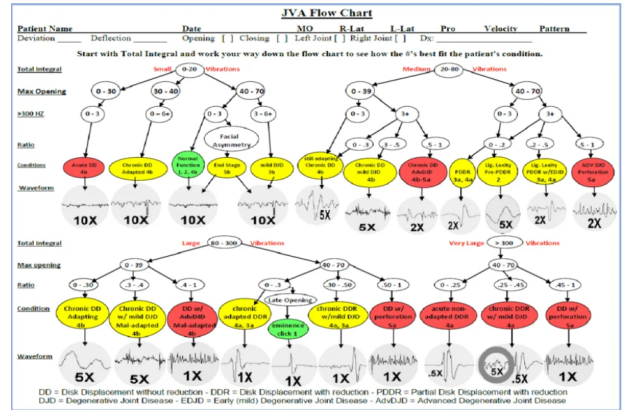 JVA Flow Chart
Patient Name Date MO R-Lat L-Lat Pro Velocity Pattern
Deviation Deflection Opening [ ] Closing [ ] Left Joint [ ] Right Joint [ ] Dx:
Start with Total Integral and work your way down the flow chart to see how the #'s best fit the patient's condition.
Total Integral Small 0-20 Vibrations Medium 20-80 Vibrations
Max Opening 0 - 30 30 - 40 40 - 70 0 - 39 40 - 70
>300 HZ 0 - 3 0 - 6+ 0 - 3 3 - 6+ 0 - 3 3+ 0 - 3 3+
Facial
Asymmetry
Ratio 0 - .3 .3 - .5 .5 - 1 0 - .2 .2 - .5 .5 - 1
Conditions
Acute DD
4b
Chronic DD
Adapted 4b
Normal
Function
1, 2, 4b
End Stage
5b
mild DJD
3b
Still adapting
Chronic DD
4b
Chronic DD
mild DJD
4b
Chronic DD
AdvDJD
4b-5a
PDDR
3a, 4a
Lig. Laxity
Pre-PDDR
2
Lig. Laxity
PDDR w/EDJD
3a, 4a
ADV DJD
Perforation
5a
Waveform
10X 10X 10X 10X 5X 5X 2X 2X 5X 2X 2X
Total Integral Large 80 - 300 Vibrations Very Large > 300 Vibrations
Max opening 0 - 39 40 - 70 40 - 70
Ratio 0 - .30 .3 - .4 .4 - 1 0 - .3 .30 - .50 .50 - 1 0 - .25 .25 - .45 .45 - 1
Late Opening
Condition
Chronic DD
Adapting
4b
Chronic DD
w/ mild DJD
Mal-adapted
4b
DD w/
AdvDJD
Mal-adapted
4b
chronic
adapted DDR
4a, 3a
eminence
click 1
chronic DDR
w/mild DJD
4a, 3a
DD w/
perforation
5a
acute non-
adapted DDR
4a
chronic DDR
w/ mild DJD
4a
DD w/
perforation
5a
Waveform
5X 5X 1X 1X 1X 1X 1X .5X 5X .5X 1X
DD = Disk Displacement without reduction - DDR = Disk Displacement with reduction - PDDR = Partial Disk Displacement with reduction
DJD = Degenerative Joint Disease - EDJD = Early (mild) Degenerative Joint Disease - AdvDJD = Advanced Degenerative Joint Disease